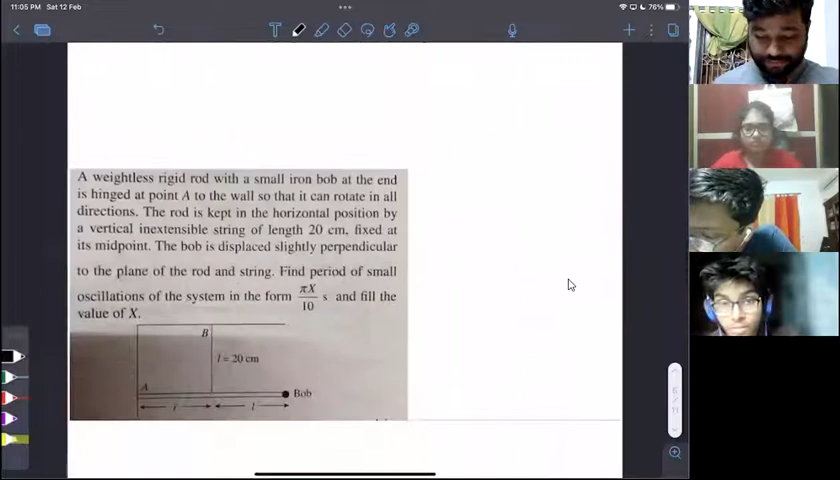 11:05 PM Sat 12 Feb
76%
A weightless rigid rod with a small iron bob at the end
is hinged at point A to the wall so that it can rotate in all
directions. The rod is kept in the horizontal position by
a vertical inextensible string of length 20 cm, fixed at
its midpoint. The bob is displaced slightly perpendicular
to the plane of the rod and string. Find period of small
oscillations of the system in the form πX/10 s and fill the
value of X.
B
l = 20 cm
A
Bob
l
l
6
/
11